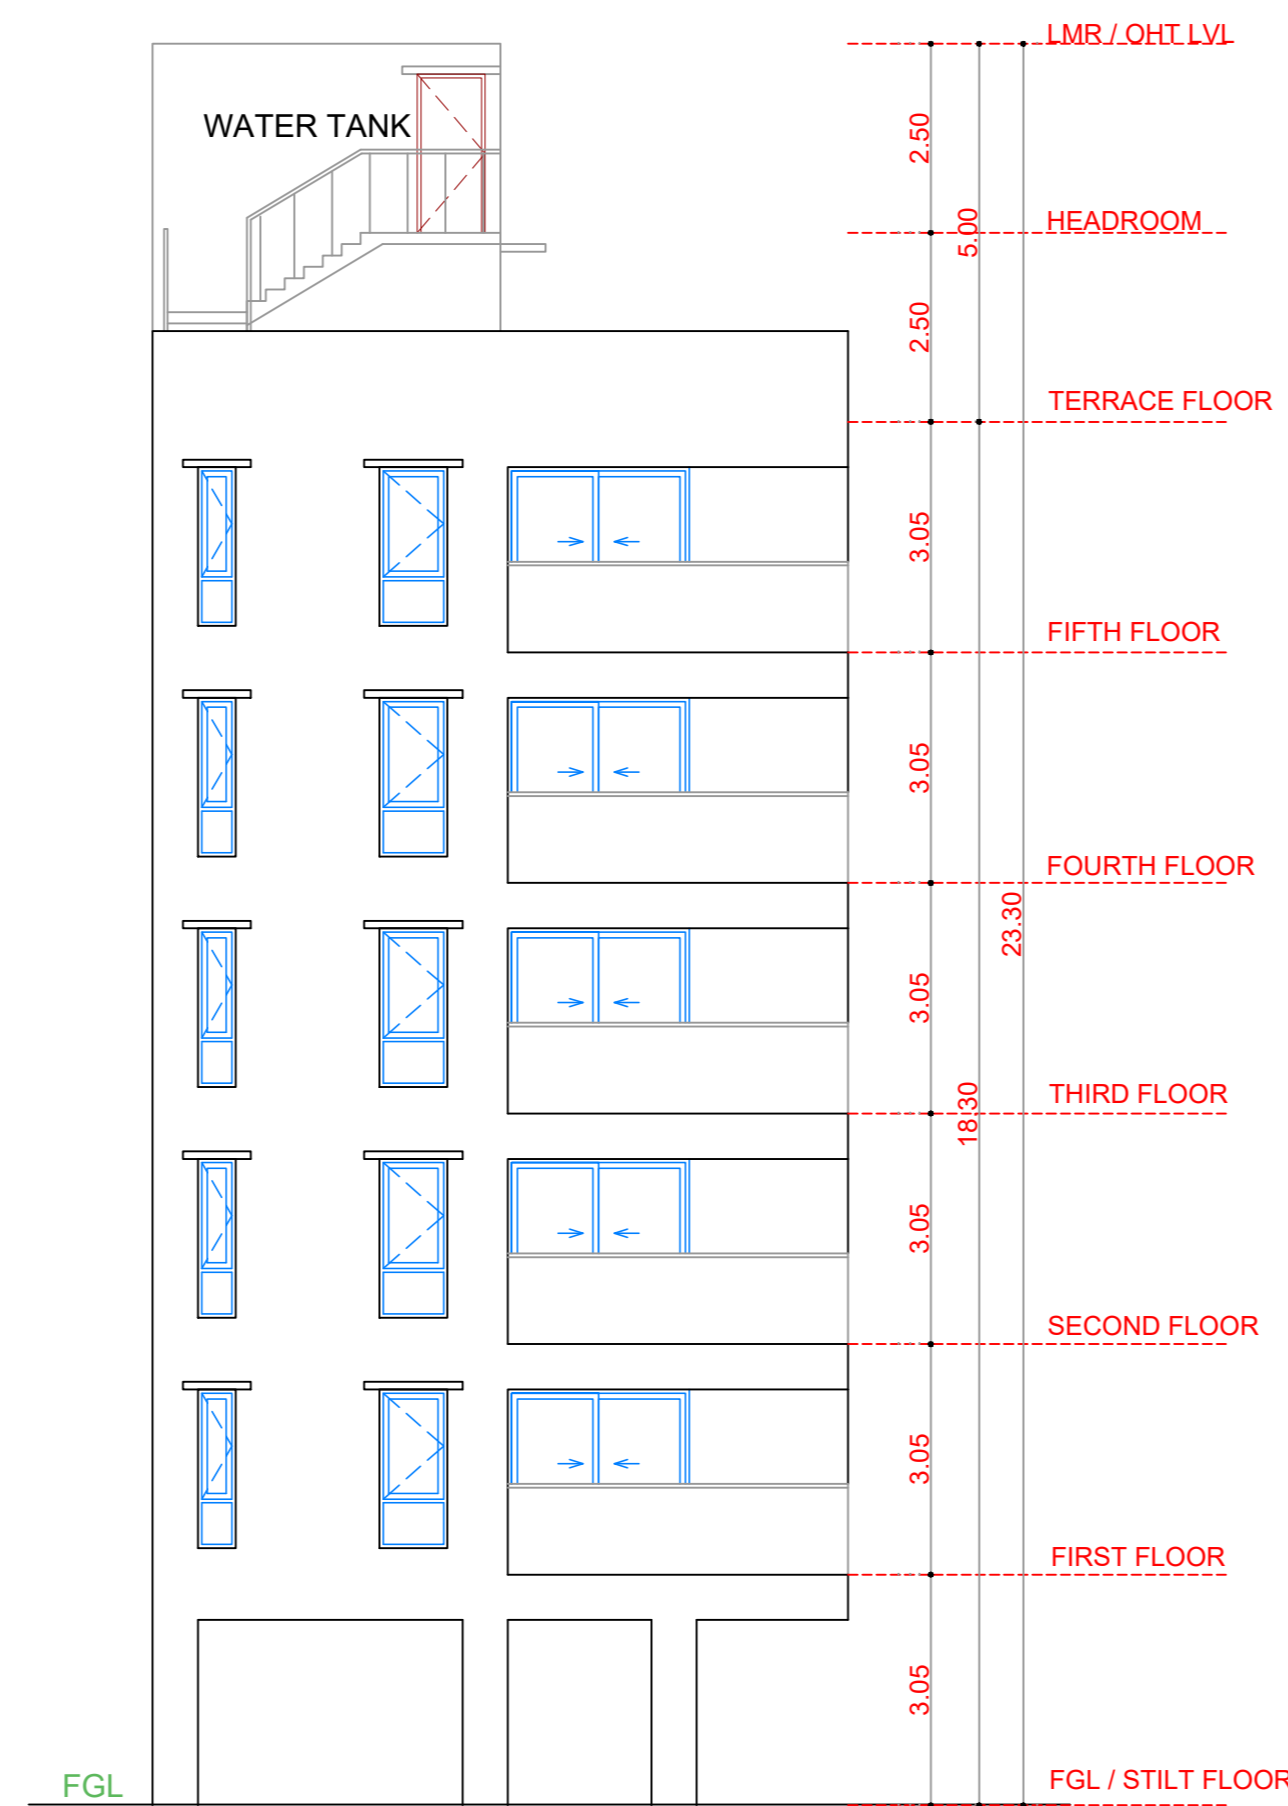 LMR / OHT LVL
WATER TANK
2.50
HEADROOM
5.00
2.50
TERRACE FLOOR
3.05
FIFTH FLOOR
3.05
FOURTH FLOOR
23.30
3.05
THIRD FLOOR
18.30
3.05
SECOND FLOOR
3.05
FIRST FLOOR
3.05
FGL
FGL / STILT FLOOR